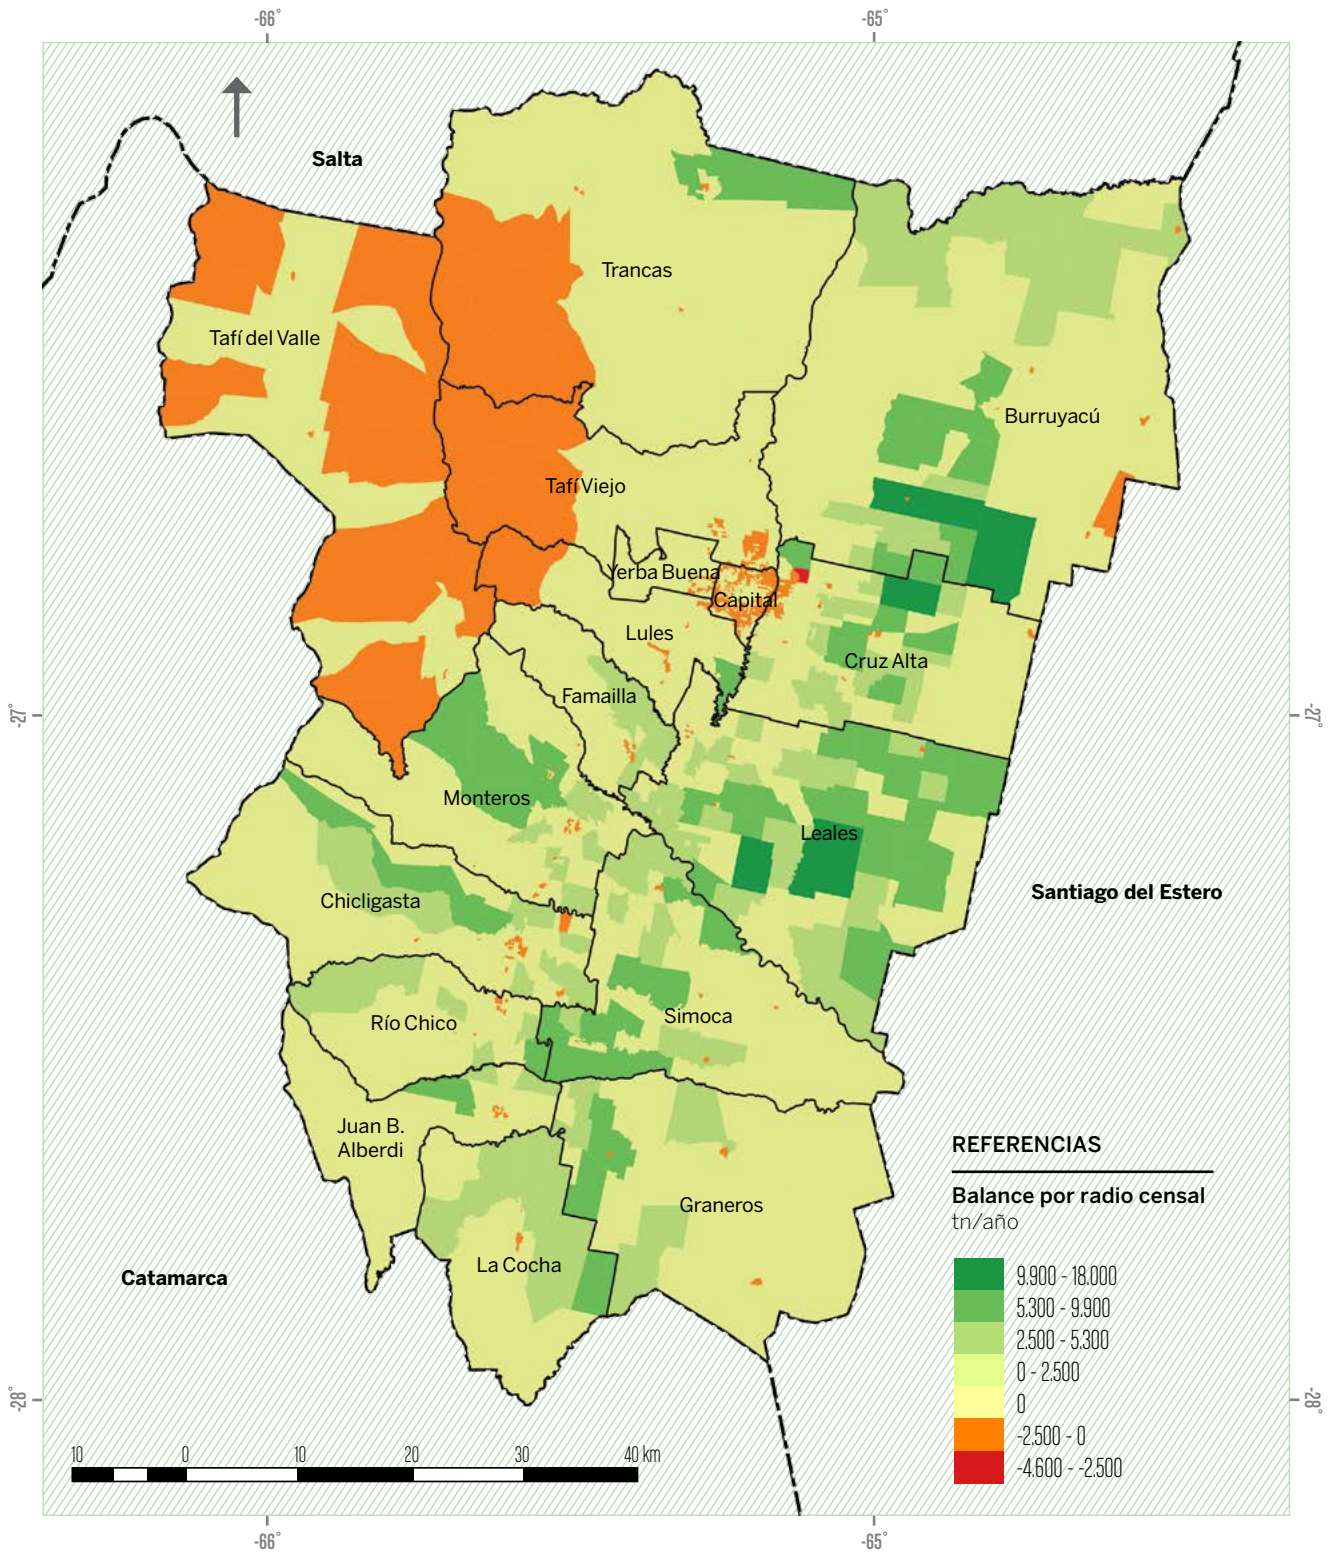 -66°
-65°
Salta
Trancas
Tafí del Valle
Burruyacú
Tafí Viejo
Yerba Buena
Capital
Lules
Cruz Alta
Famailla
-27°
-27°
Monteros
Leales
Chicligasta
Santiago del Estero
Río Chico
Simoca
Juan B.
Alberdi
Graneros
La Cocha
Catamarca
REFERENCIAS
Balance por radio censal
tn/año
9.900 - 18.000
5.300 - 9.900
2.500 - 5.300
0 - 2.500
0
-2.500 - 0
-4.600 - -2.500
-28°
-28°
10 0 10 20 30 40 km
-66°
-65°